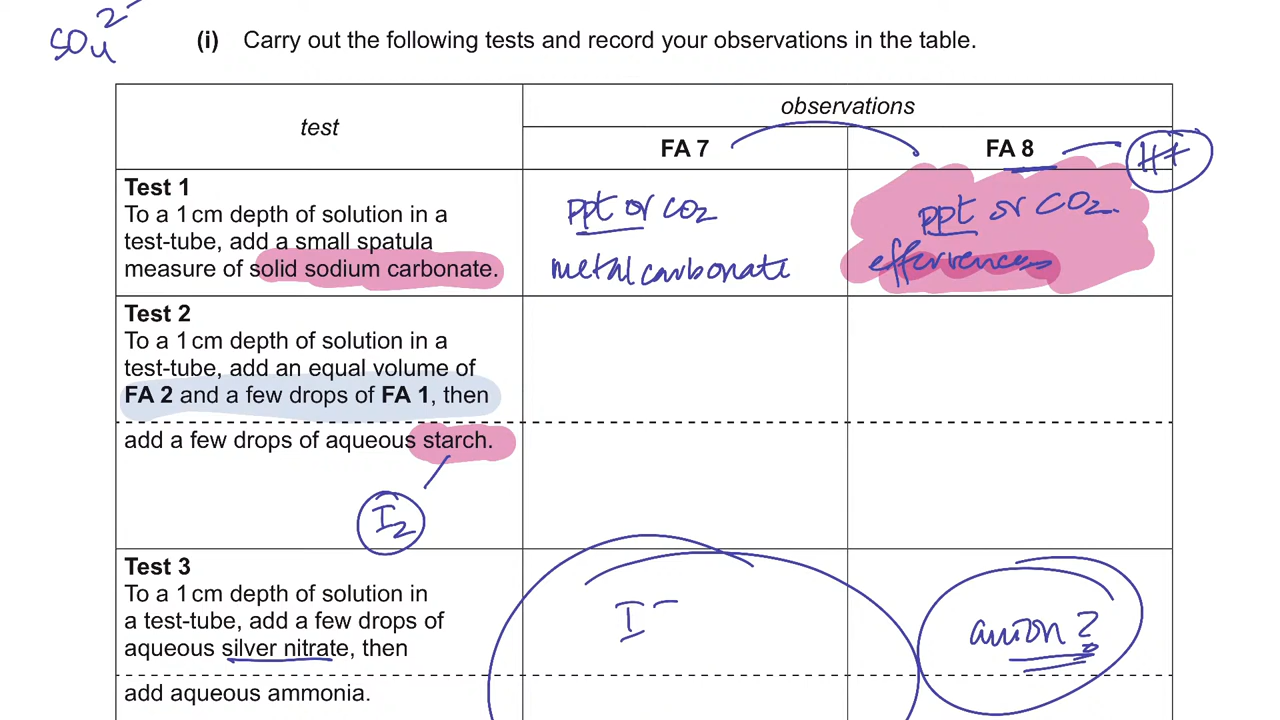 SO4 2-
(i) Carry out the following tests and record your observations in the table.
test
observations
FA 7
FA 8
H+
Test 1
To a 1 cm depth of solution in a
test-tube, add a small spatula
measure of solid sodium carbonate.
ppt or CO2
metal carbonate
ppt or CO2
Test 2
To a 1 cm depth of solution in a
test-tube, add an equal volume of
FA 2 and a few drops of FA 1, then
add a few drops of aqueous starch.
I2
Test 3
To a 1 cm depth of solution in
a test-tube, add a few drops of
aqueous silver nitrate, then
add aqueous ammonia.
I-
anion ?